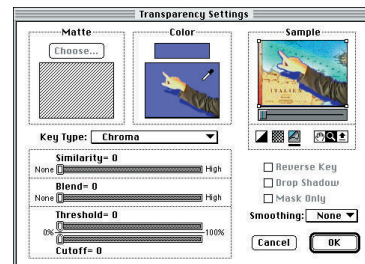 Transparency Settings
Matte
Color
Sample
Choose...
ITALIE
Key Type: Chroma
Similarity= 0
None
High
Blend= 0
None
High
Threshold= 0
0%
100%
Cutoff= 0
Reverse Key
Drop Shadow
Mask Only
Smoothing: None
Cancel
OK